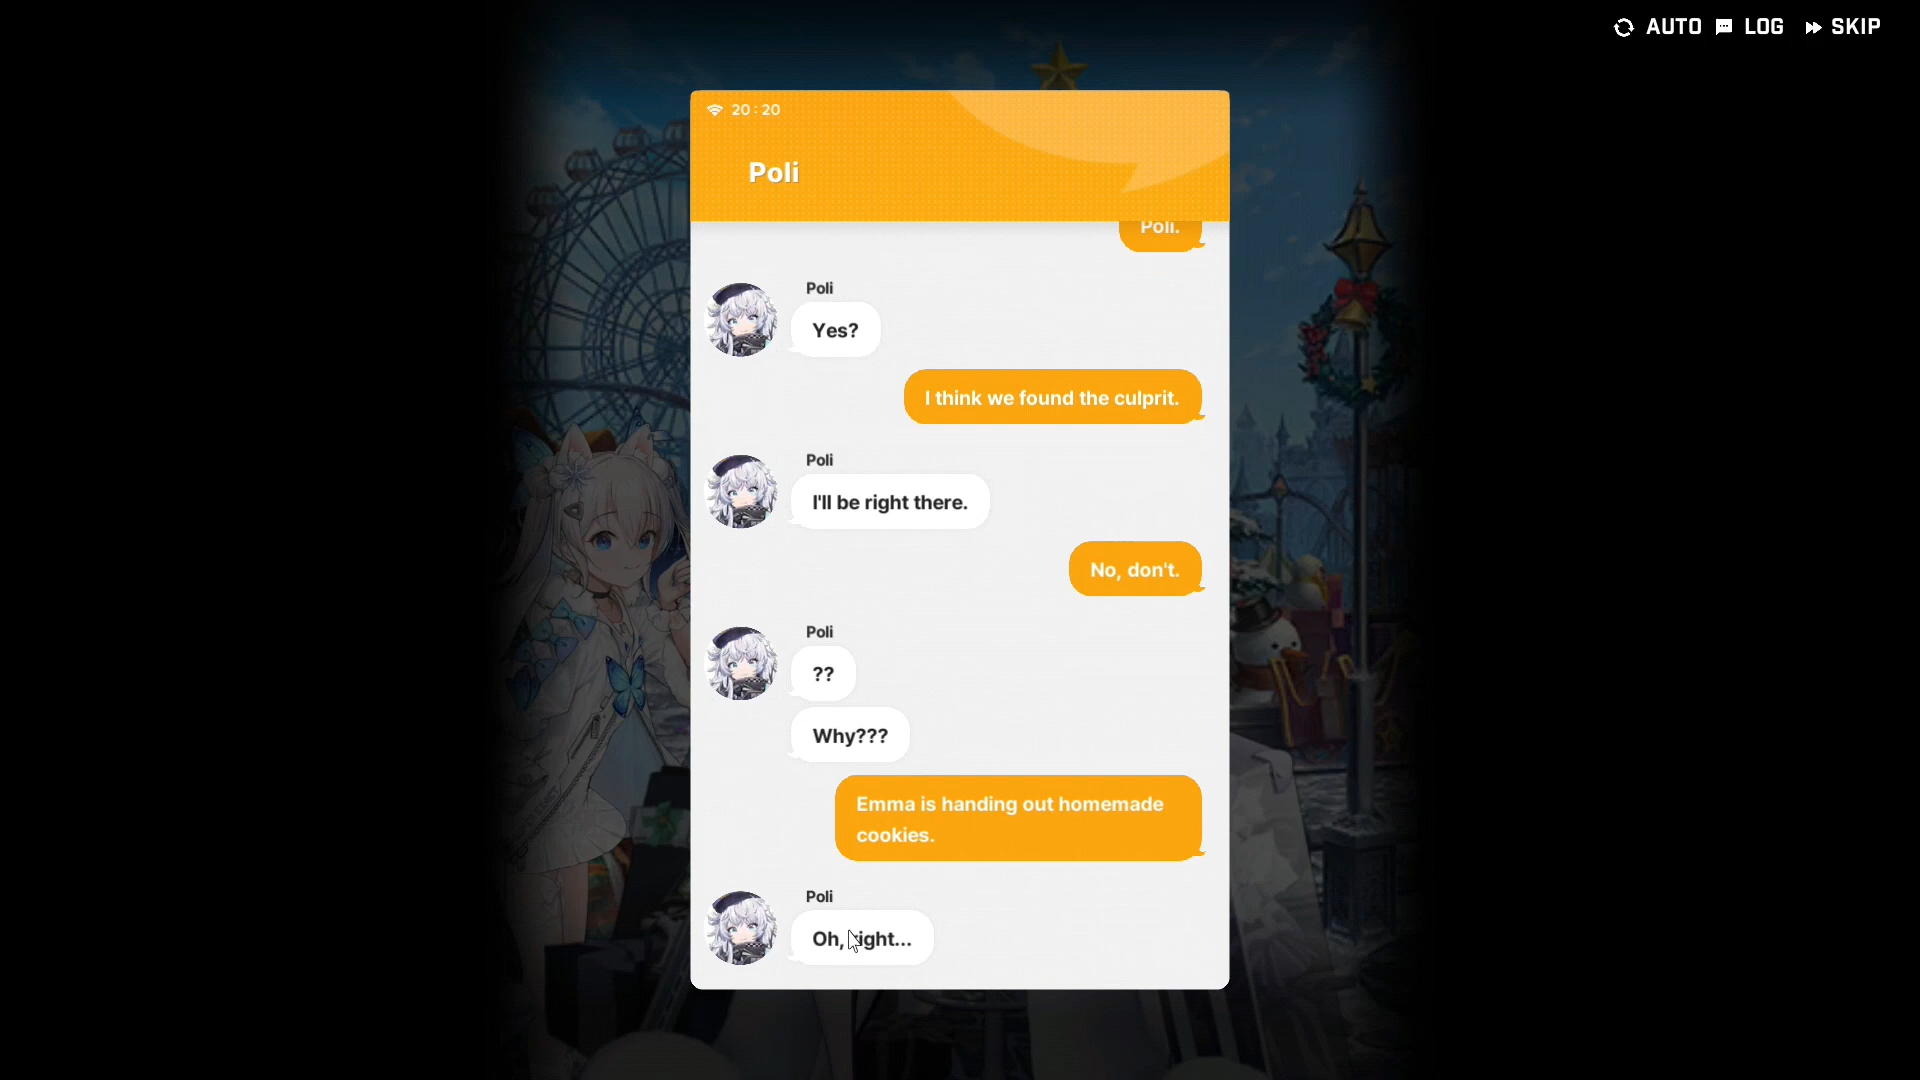 AUTO LOG SKIP
20:20
Poli
Poli.
Poli
Yes?
I think we found the culprit.
Poli
I'll be right there.
No, don't.
Poli
??
Why???
Emma is handing out homemade
cookies.
Poli
Oh, right...